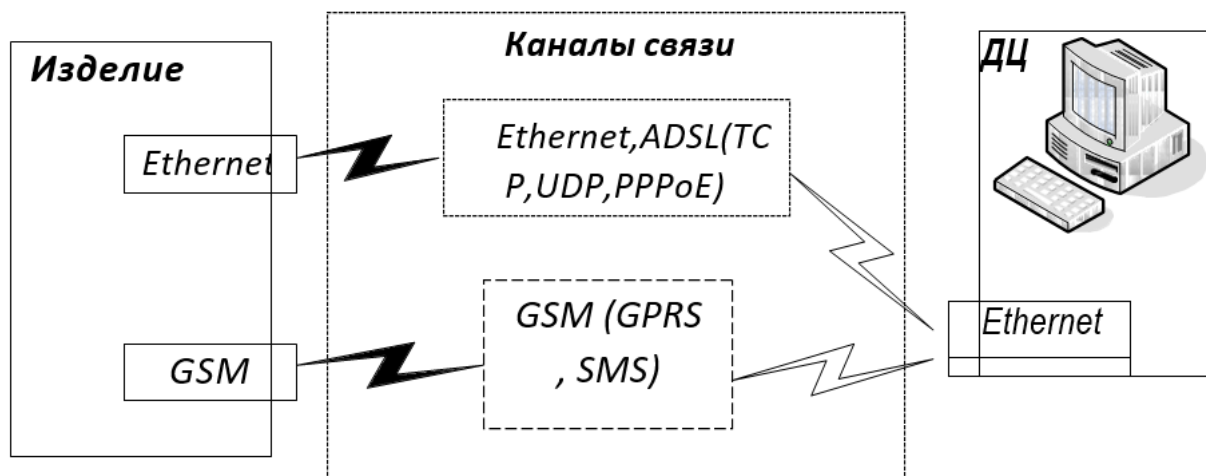 Изделие
Ethernet
GSM
Каналы связи
Ethernet,ADSL(TC
P,UDP,PPPoE)
GSM (GPRS
, SMS)
ДЦ
Ethernet